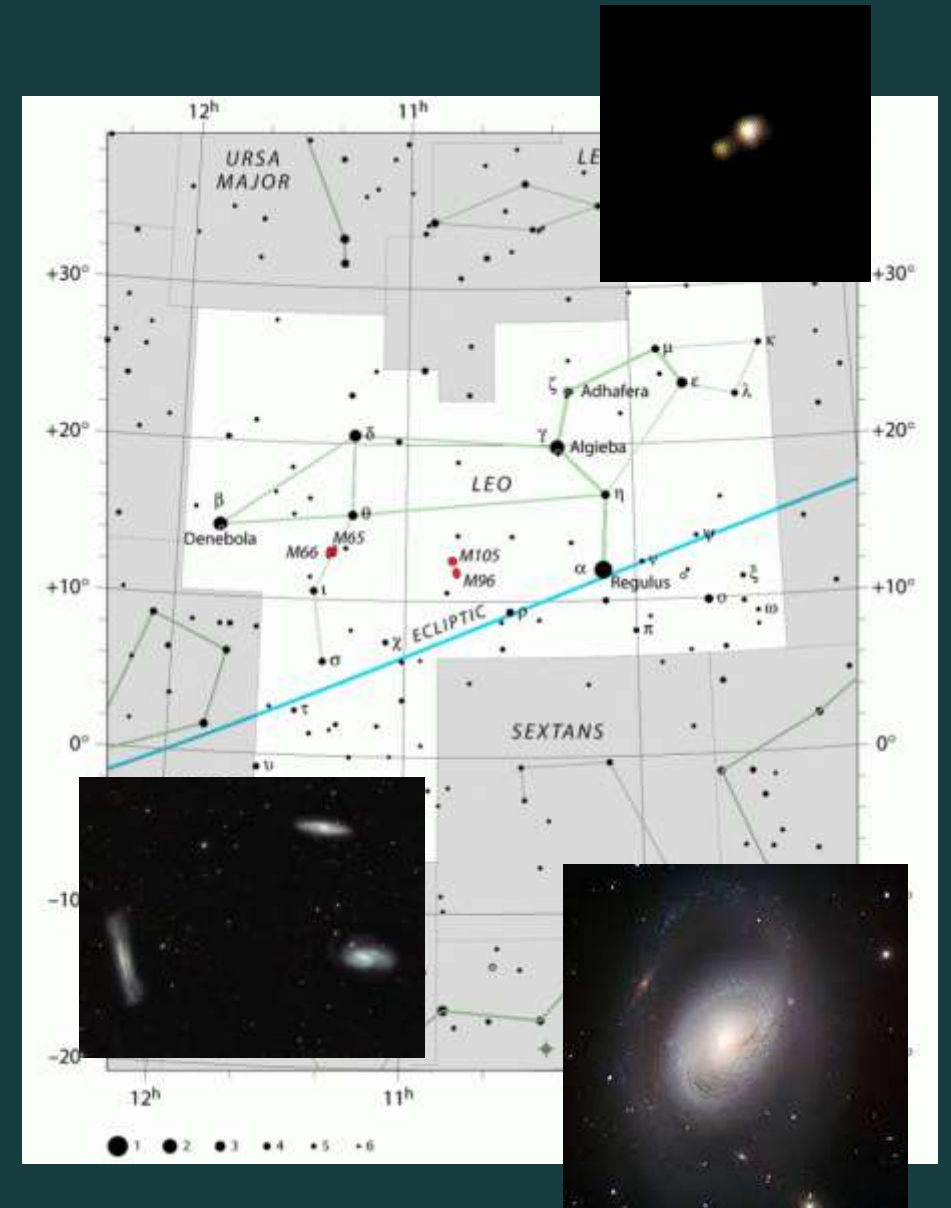 12h 11h
URSA
MAJOR
LE
+30° +30°
μ κ
ζ Adhafera ε λ
+20° δ γ Algieba +20°
LEO η
β θ
Denebola
M66 M65
M105
M96
α Regulus ν ψ
♂ ξ
+10° ι +10°
ο ω
ECLIPTIC ρ
χ π
σ
τ
SEXTANS
0° 0°
υ
-10
-20
12h 11h
1 2 3 4 5 6